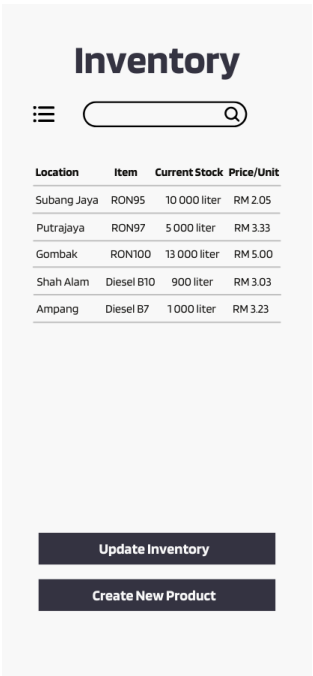 Inventory
Location Item Current Stock Price/Unit
Subang Jaya RON95 10 000 liter RM 2.05
Putrajaya RON97 5 000 liter RM 3.33
Gombak RON100 13 000 liter RM 5.00
Shah Alam Diesel B10 900 liter RM 3.03
Ampang Diesel B7 1 000 liter RM 3.23
Update Inventory
Create New Product